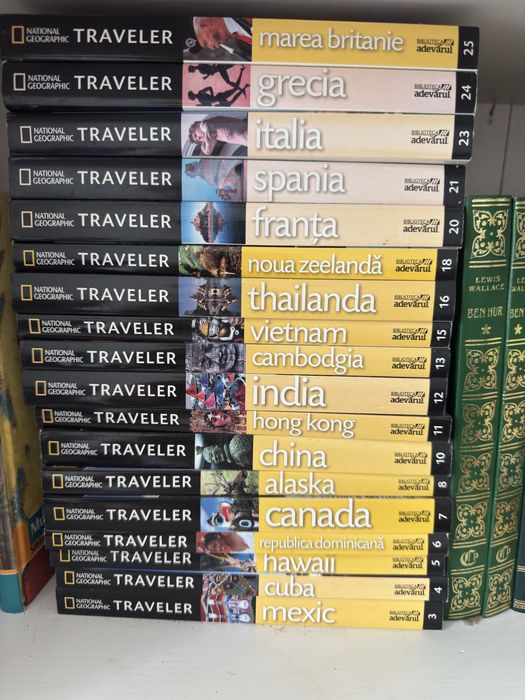 NATIONAL GEOGRAPHIC TRAVELER marea britanie BIBLIOTECA adevărul 25
NATIONAL GEOGRAPHIC TRAVELER grecia BIBLIOTECA adevărul 24
NATIONAL GEOGRAPHIC TRAVELER italia BIBLIOTECA adevărul 23
NATIONAL GEOGRAPHIC TRAVELER spania BIBLIOTECA adevărul 21
NATIONAL GEOGRAPHIC TRAVELER franța BIBLIOTECA adevărul 20
NATIONAL GEOGRAPHIC TRAVELER noua zeelandă BIBLIOTECA adevărul 18
NATIONAL GEOGRAPHIC TRAVELER thailanda BIBLIOTECA adevărul 16
NATIONAL GEOGRAPHIC TRAVELER vietnam BIBLIOTECA adevărul 15
NATIONAL GEOGRAPHIC TRAVELER cambodgia BIBLIOTECA adevărul 13
NATIONAL GEOGRAPHIC TRAVELER india BIBLIOTECA adevărul 12
NATIONAL GEOGRAPHIC TRAVELER hong kong BIBLIOTECA adevărul 11
NATIONAL GEOGRAPHIC TRAVELER china BIBLIOTECA adevărul 10
NATIONAL GEOGRAPHIC TRAVELER alaska BIBLIOTECA adevărul 8
NATIONAL GEOGRAPHIC TRAVELER canada BIBLIOTECA adevărul 7
NATIONAL GEOGRAPHIC TRAVELER republica dominicană BIBLIOTECA adevărul 6
NATIONAL GEOGRAPHIC TRAVELER hawaii BIBLIOTECA adevărul 5
NATIONAL GEOGRAPHIC TRAVELER cuba BIBLIOTECA adevărul 4
NATIONAL GEOGRAPHIC TRAVELER mexic BIBLIOTECA adevărul 3
LEWIS
WALLACE
BEN HUR
LEWIS
BEN HUR